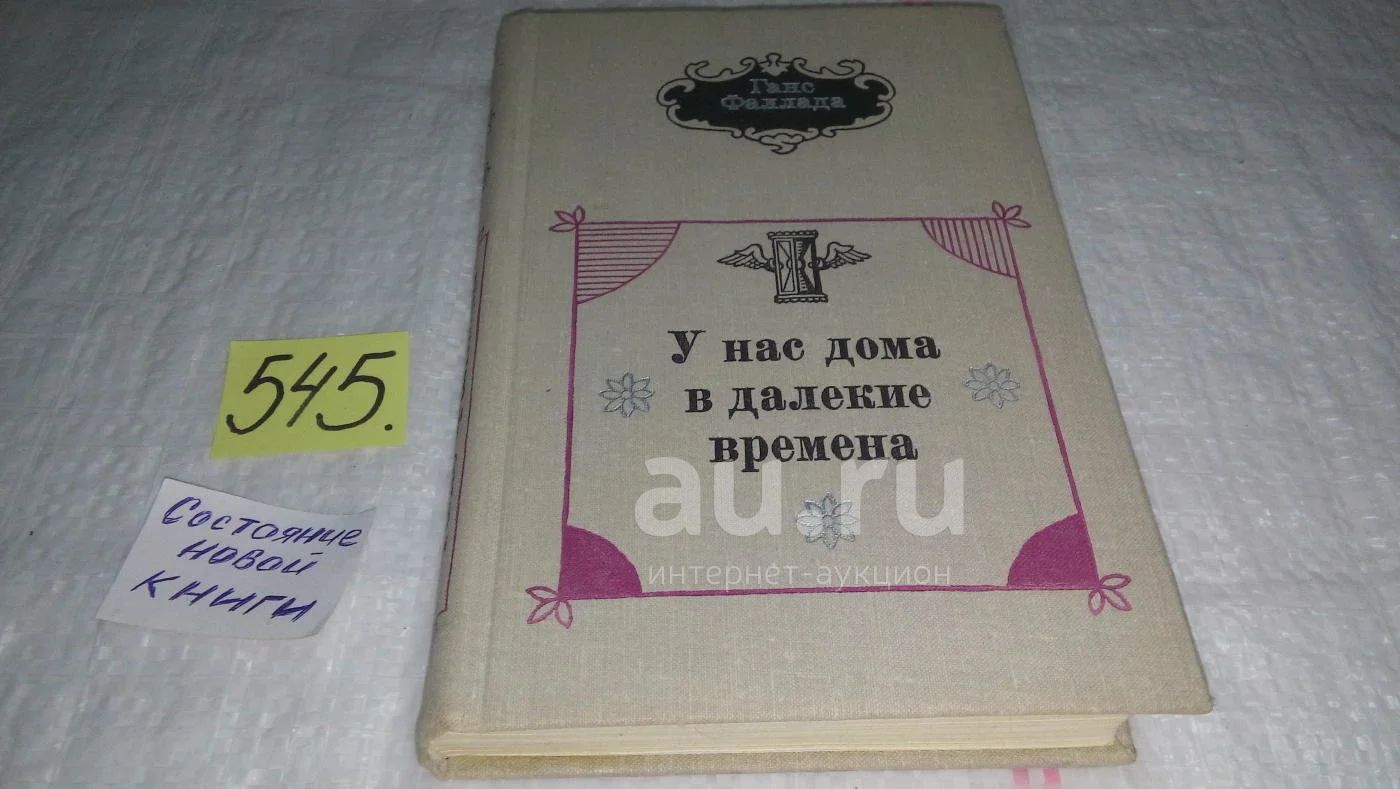 Ганс
Фаллада
У нас дома
в далекие
времена
545.
Состояние
новой
книги
au.ru
интернет-аукцион